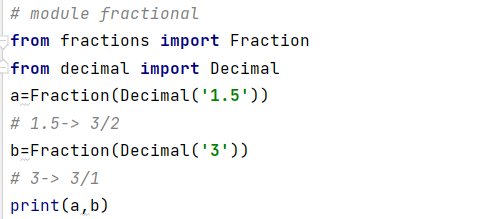 # module fractional
from fractions import Fraction
from decimal import Decimal
a=Fraction(Decimal('1.5'))
# 1.5-> 3/2
b=Fraction(Decimal('3'))
# 3-> 3/1
print(a,b)